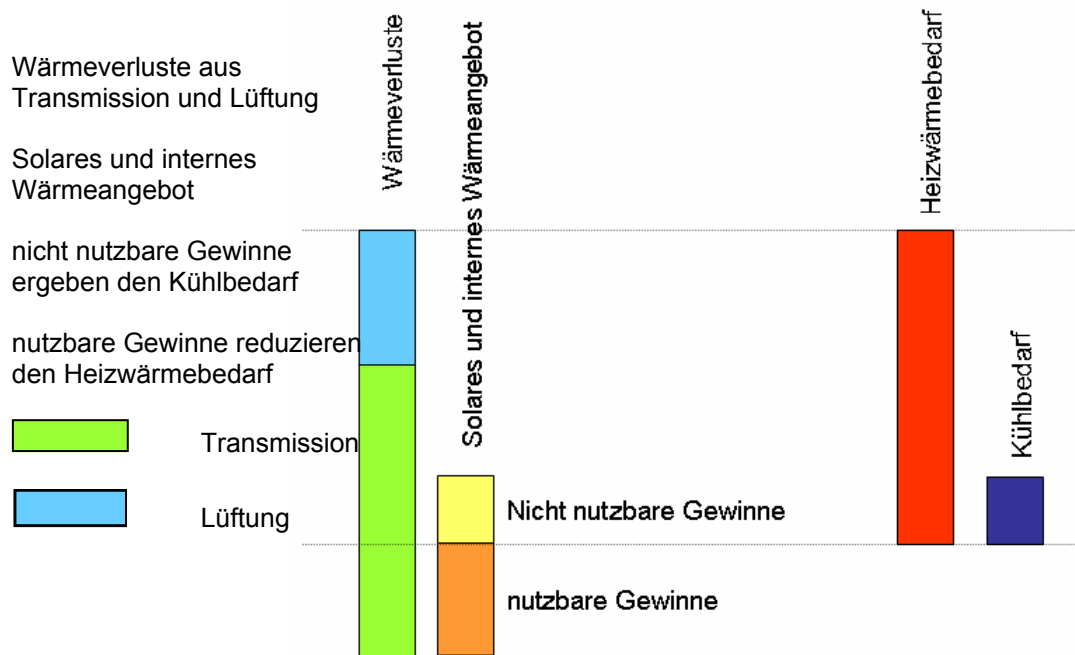 Wärmeverluste aus
Transmission und Lüftung
Solares und internes
Wärmeangebot
nicht nutzbare Gewinne
ergeben den Kühlbedarf
nutzbare Gewinne reduzieren
den Heizwärmebedarf
Transmission
Lüftung
Wärmeverluste
Solares und internes Wärmeangebot
Nicht nutzbare Gewinne
nutzbare Gewinne
Heizwärmebedarf
Kühlbedarf